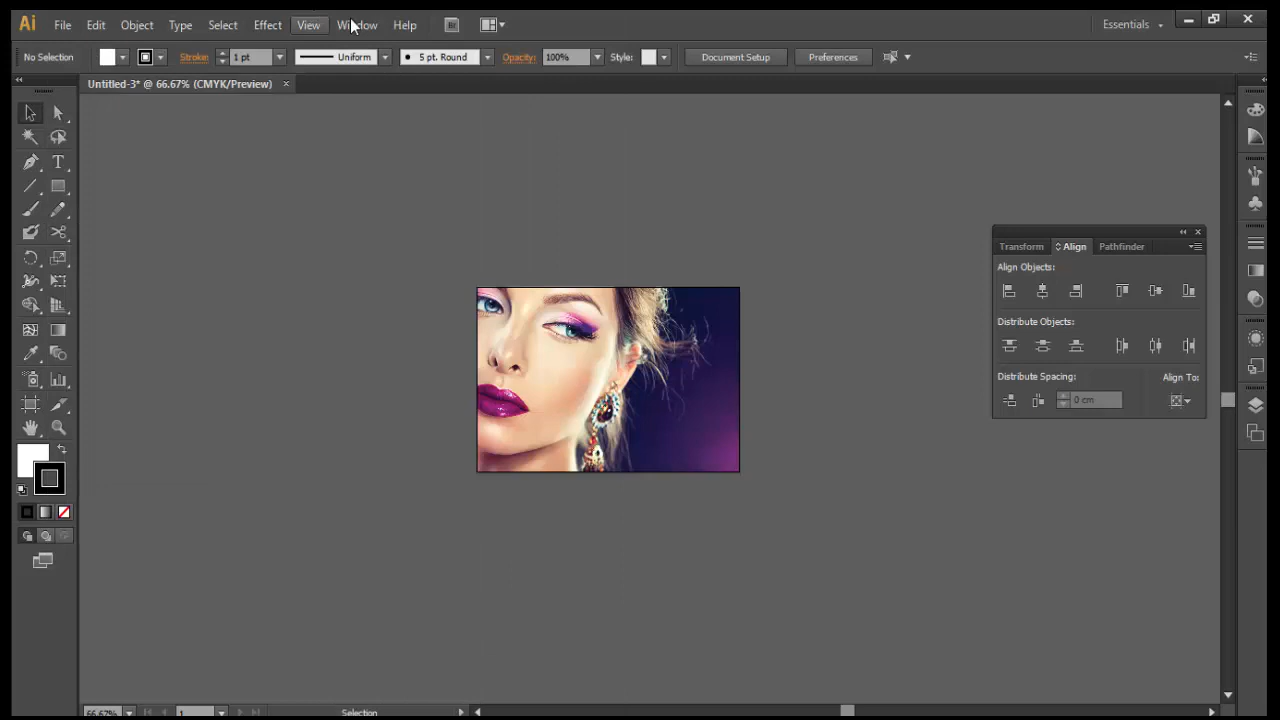 Ai File Edit Object Type Select Effect View Window Help Br Essentials
No Selection Stroke: 1 pt Uniform 5 pt. Round Opacity: 100% Style: Document Setup Preferences
Untitled-3* @ 66.67% (CMYK/Preview)
Transform Align Pathfinder
Align Objects:
Distribute Objects:
Distribute Spacing: Align To:
0 cm
66.67% 1 Selection